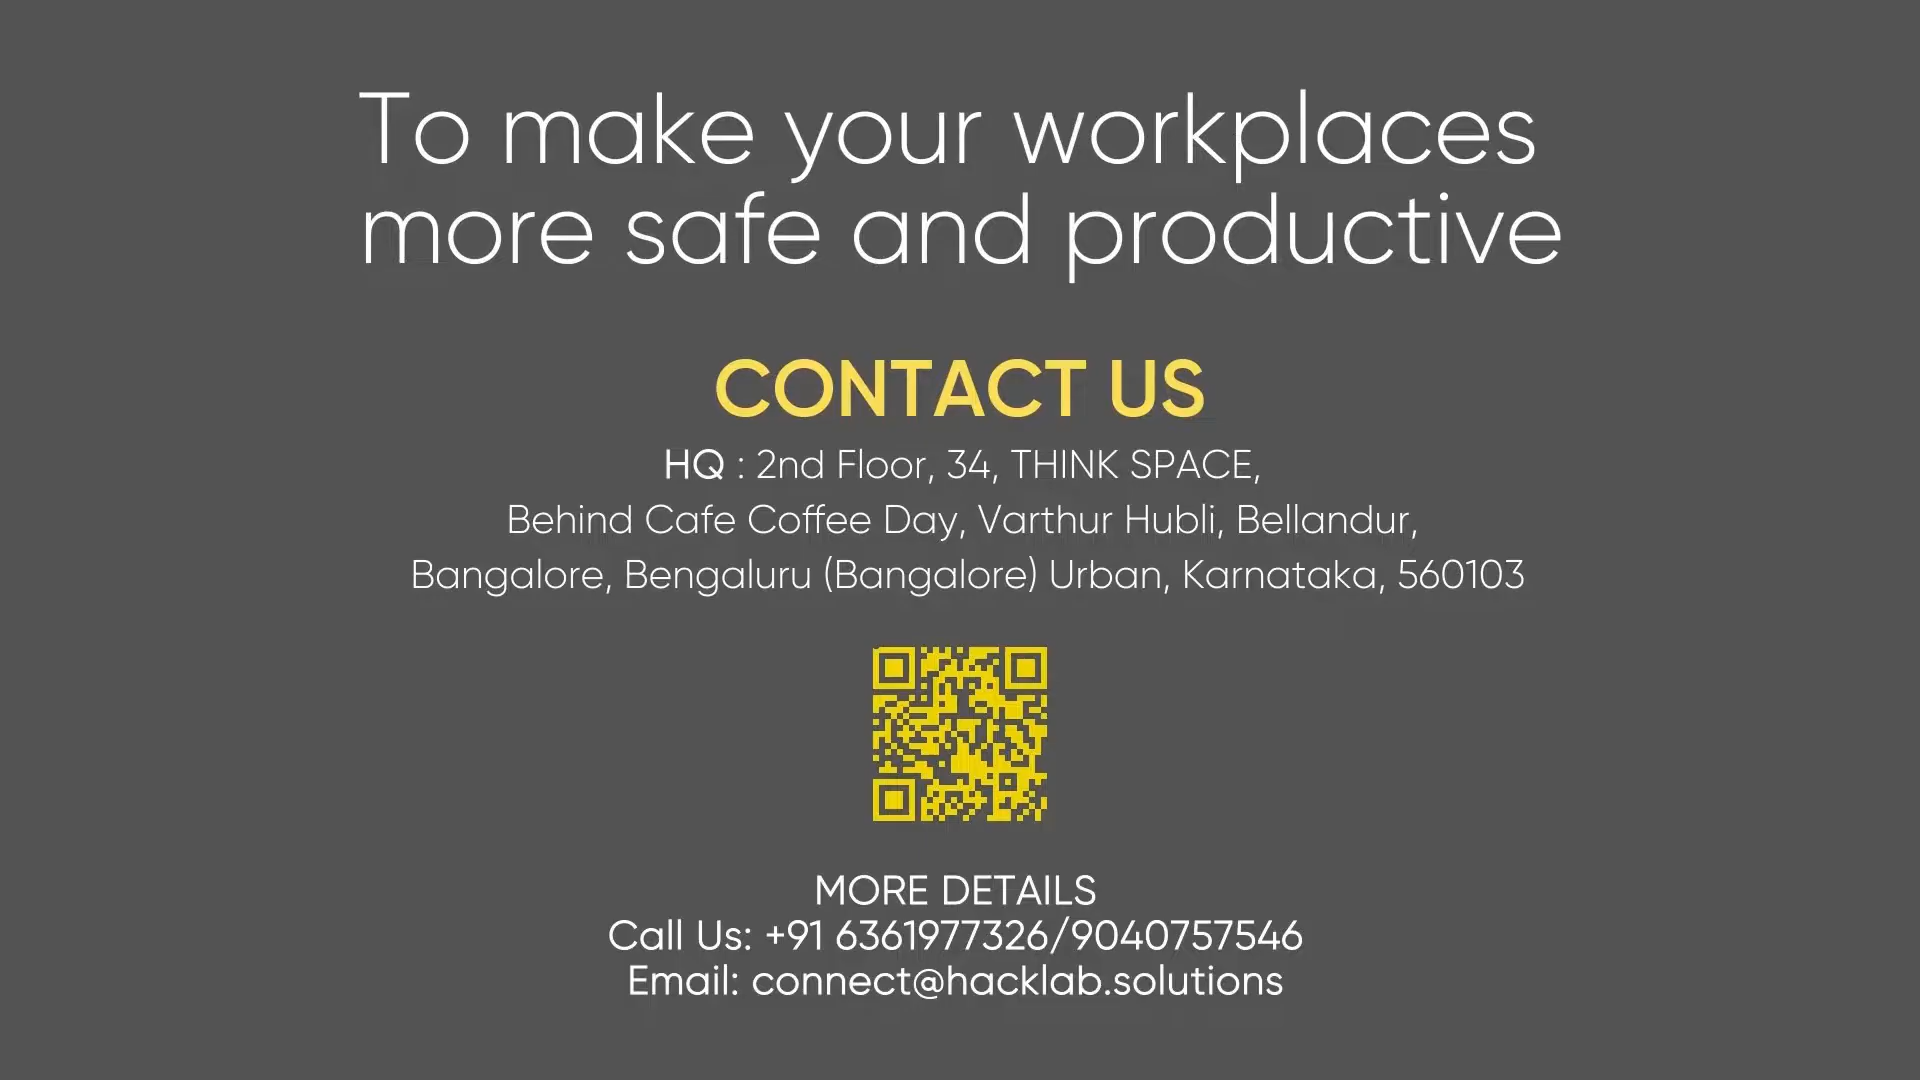 To make your workplaces
more safe and productive
CONTACT US
HQ : 2nd Floor, 34, THINK SPACE,
Behind Cafe Coffee Day, Varthur Hubli, Bellandur,
Bangalore, Bengaluru (Bangalore) Urban, Karnataka, 560103
MORE DETAILS
Call Us: +91 6361977326/9040757546
Email: connect@hacklab.solutions